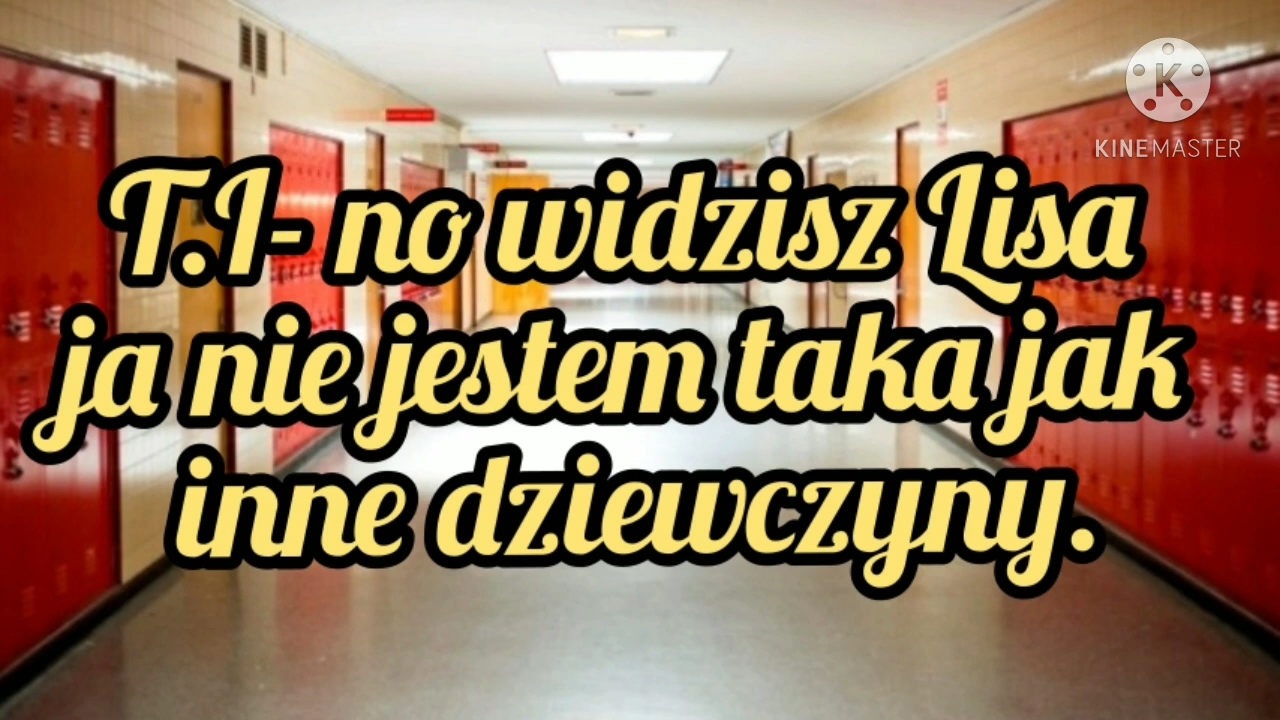 KINEMASTER
T.I- no widzisz Lisa
ja nie jestem taka jak
inne dziewczyny.